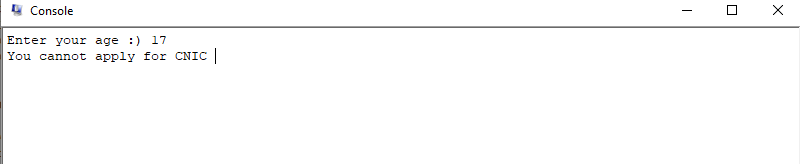 Console
Enter your age :) 17
You cannot apply for CNIC